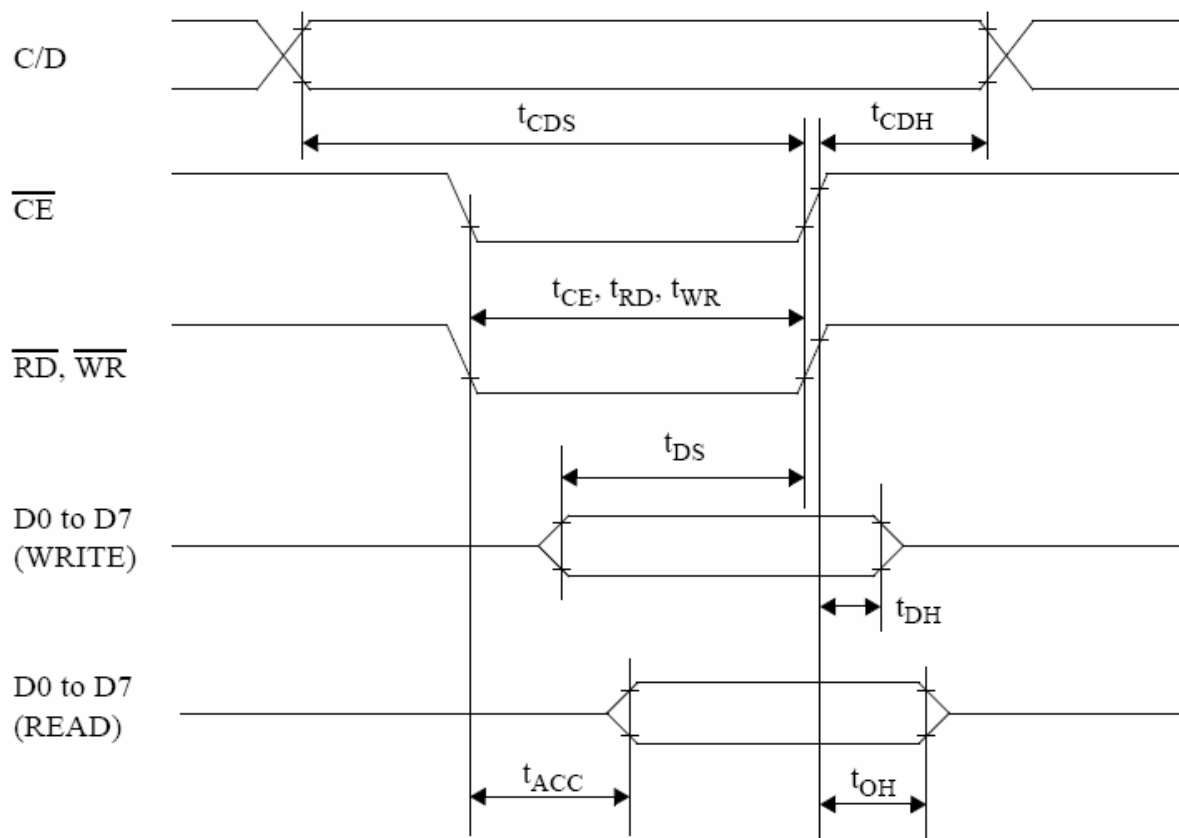 C/D
tCDS
tCDH
CE
tCE, tRD, tWR
RD, WR
tDS
D0 to D7
(WRITE)
tDH
D0 to D7
(READ)
tACC
tOH